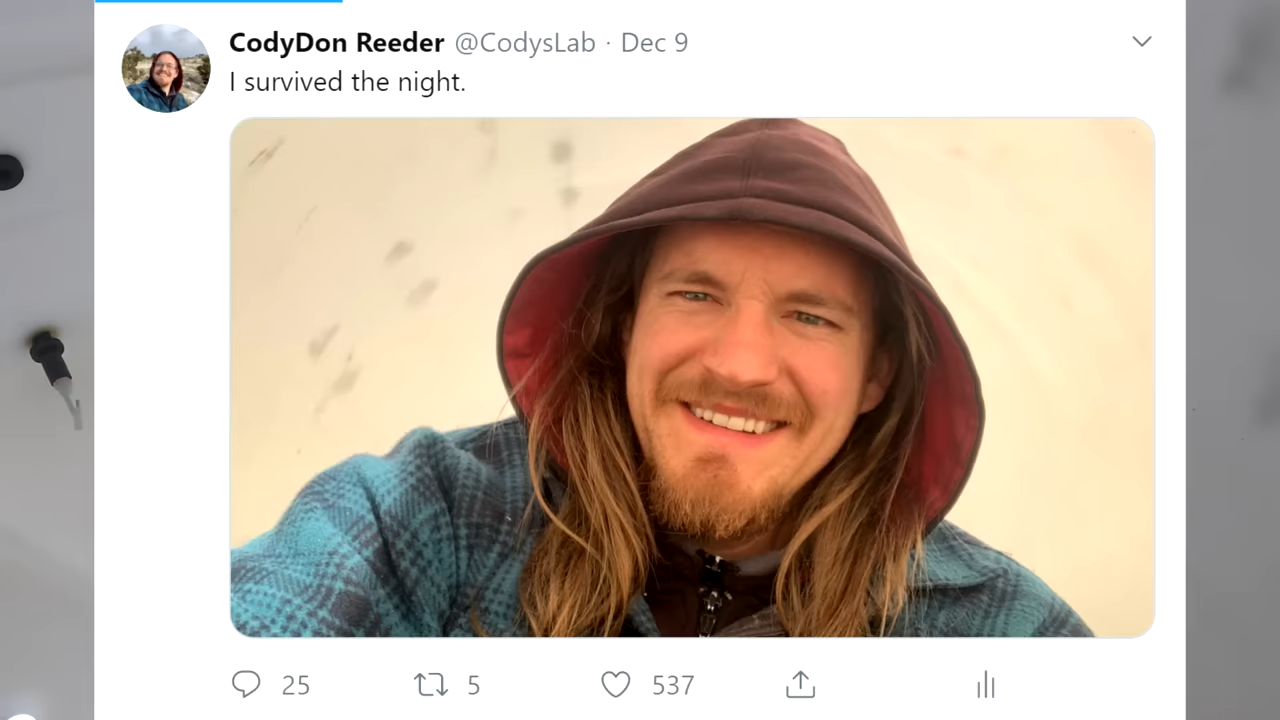 CodyDon Reeder @CodysLab · Dec 9
I survived the night.
25 5 537